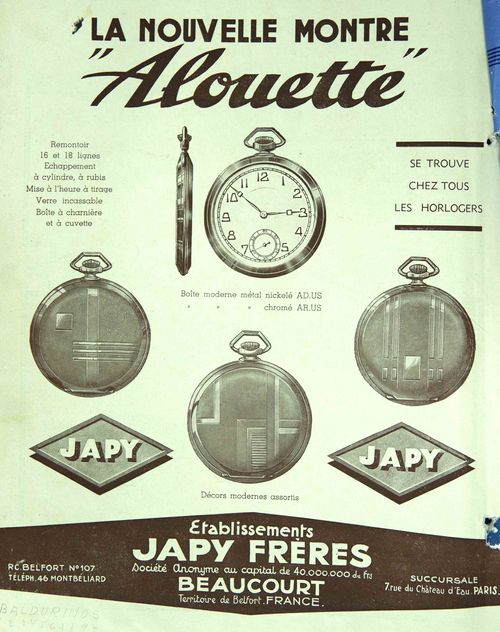 LA NOUVELLE MONTRE
"Alouette"
Remontoir
16 et 18 lignes
Echappement
à cylindre, à rubis
Mise à l'heure à tirage
Verre incassable
Boîte à charnière
et à cuvette
SE TROUVE
CHEZ TOUS
LES HORLOGERS
Boîte moderne métal nickelé AD.US
" " " chromé AR.US
JAPY
JAPY
Décors modernes assortis
Etablissements
JAPY FRÈRES
Société Anonyme au capital de 40.000.000 de frs
BEAUCOURT
Territoire de Belfort. FRANCE.
R.C. BELFORT N° 107
TÉLÉPH. 46 MONTBÉLIARD
SUCCURSALE
7, rue du Château d'Eau. PARIS.
BALDURINOS